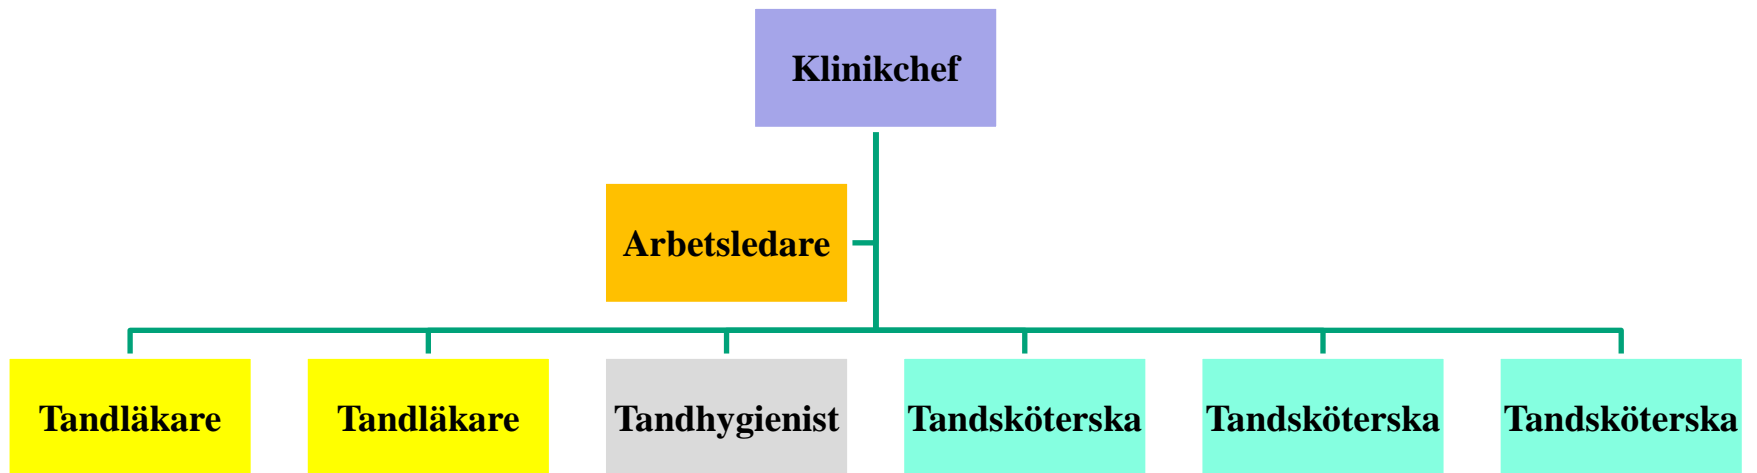 Klinikchef
Arbetsledare
Tandläkare
Tandläkare
Tandhygienist
Tandsköterska
Tandsköterska
Tandsköterska